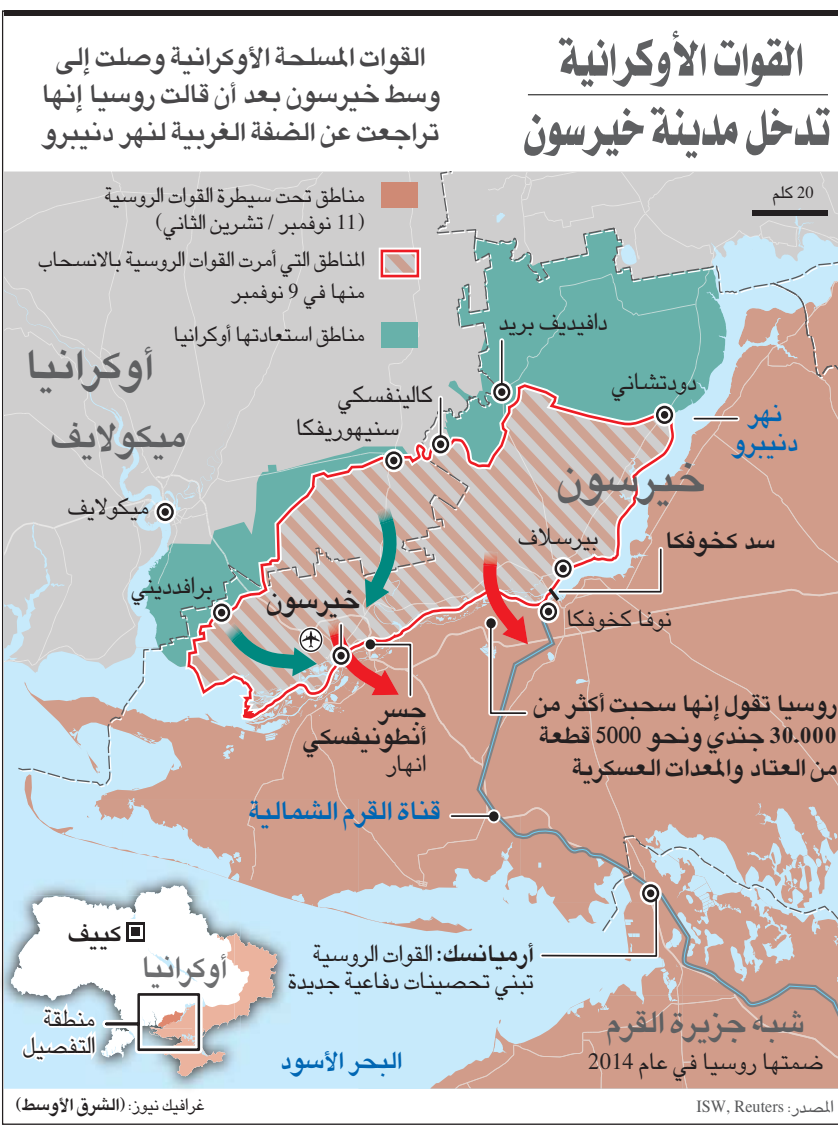 القوات الأوكرانية
تدخل مدينة خيرسون
القوات المسلحة الأوكرانية وصلت إلى
وسط خيرسون بعد أن قالت روسيا إنها
تراجعت عن الضفة الغربية لنهر دنيبرو
20 كلم
مناطق تحت سيطرة القوات الروسية
(11 نوفمبر / تشرين الثاني)
المناطق التي أمرت القوات الروسية بالانسحاب
منها في 9 نوفمبر
مناطق استعادتها أوكرانيا
دافيديف بريد
أوكرانيا
كالينفسكي
دودتشاني
نهر
دنيبرو
سنيهوريفكا
ميكولايف
خيرسون
ميكولايف
بيرسلاف
سد كخوفكا
برافدديني
خيرسون
نوفا كخوفكا
جسر
أنطونيفسكي
انهار
روسيا تقول إنها سحبت أكثر من
30.000 جندي ونحو 5000 قطعة
من العتاد والمعدات العسكرية
قناة القرم الشمالية
كييف
أوكرانيا
منطقة
التفصيل
أرميانسك: القوات الروسية
تبني تحصينات دفاعية جديدة
شبه جزيرة القرم
ضمتها روسيا في عام 2014
البحر الأسود
المصدر: ISW, Reuters
غرافيك نيوز: (الشرق الأوسط)